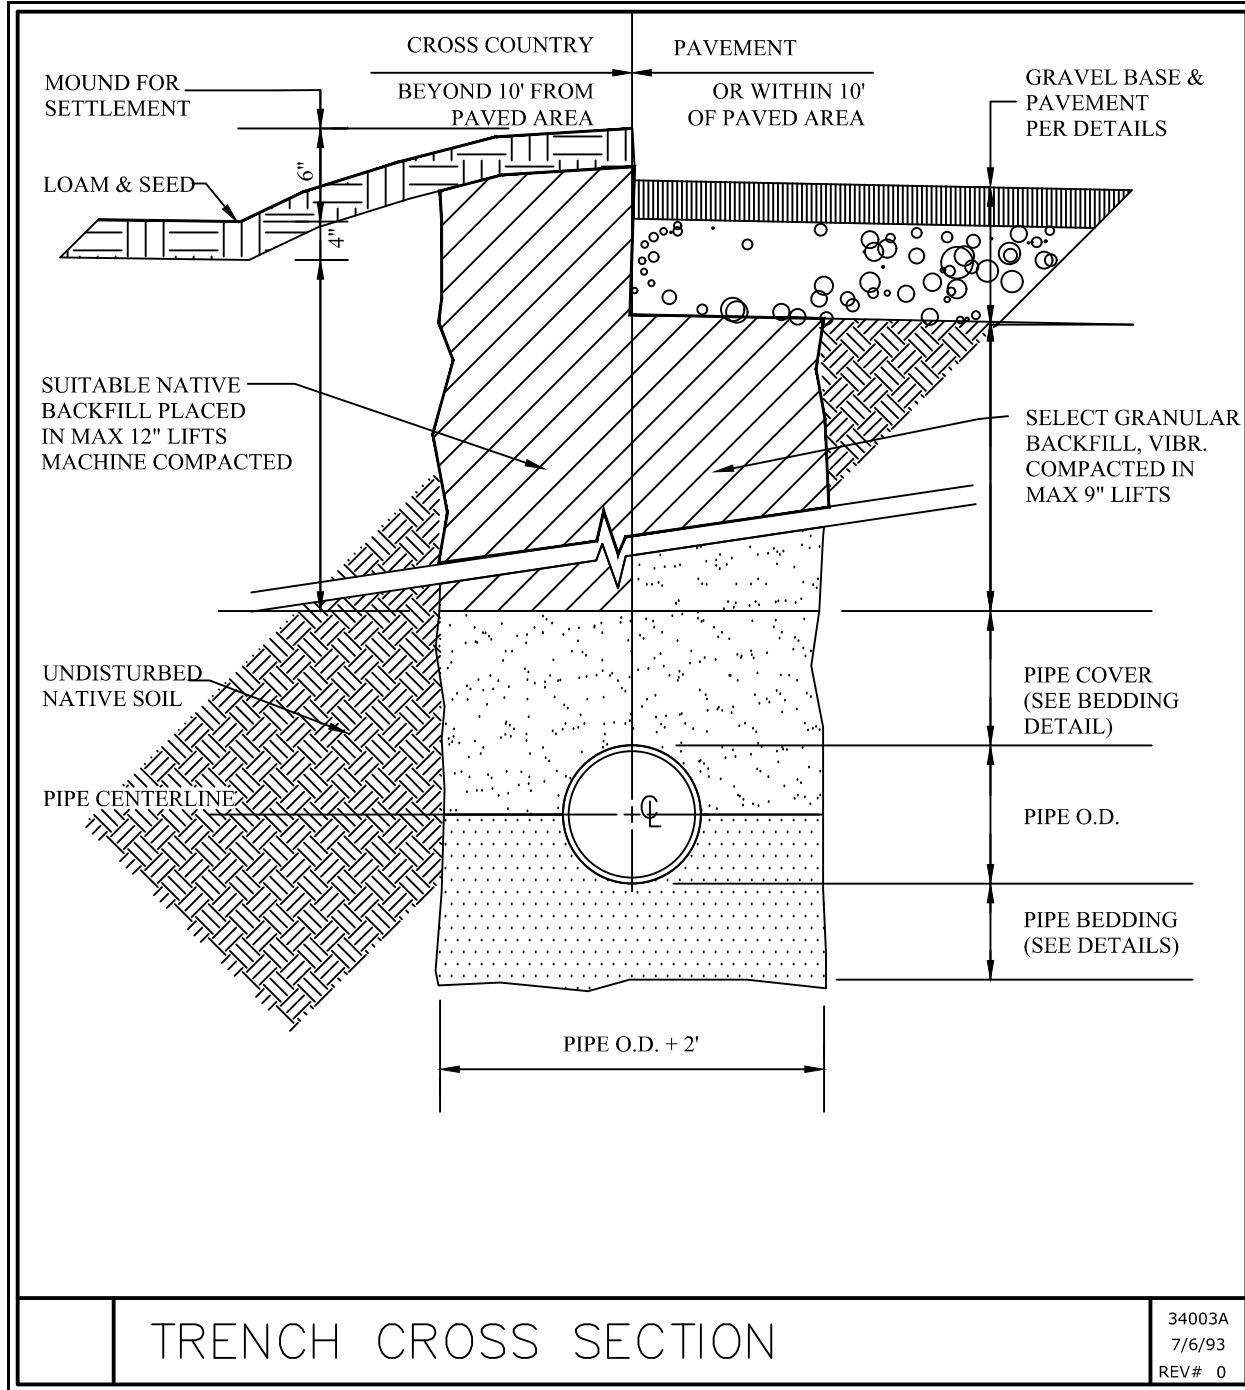 CROSS COUNTRY
BEYOND 10' FROM
PAVED AREA
PAVEMENT
OR WITHIN 10'
OF PAVED AREA
MOUND FOR
SETTLEMENT
GRAVEL BASE &
PAVEMENT
PER DETAILS
6"
LOAM & SEED
4"
SUITABLE NATIVE
BACKFILL PLACED
IN MAX 12" LIFTS
MACHINE COMPACTED
SELECT GRANULAR
BACKFILL, VIBR.
COMPACTED IN
MAX 9" LIFTS
UNDISTURBED
NATIVE SOIL
PIPE COVER
(SEE BEDDING
DETAIL)
PIPE CENTERLINE
CL
PIPE O.D.
PIPE BEDDING
(SEE DETAILS)
PIPE O.D. + 2'
TRENCH CROSS SECTION
34003A
7/6/93
REV# 0